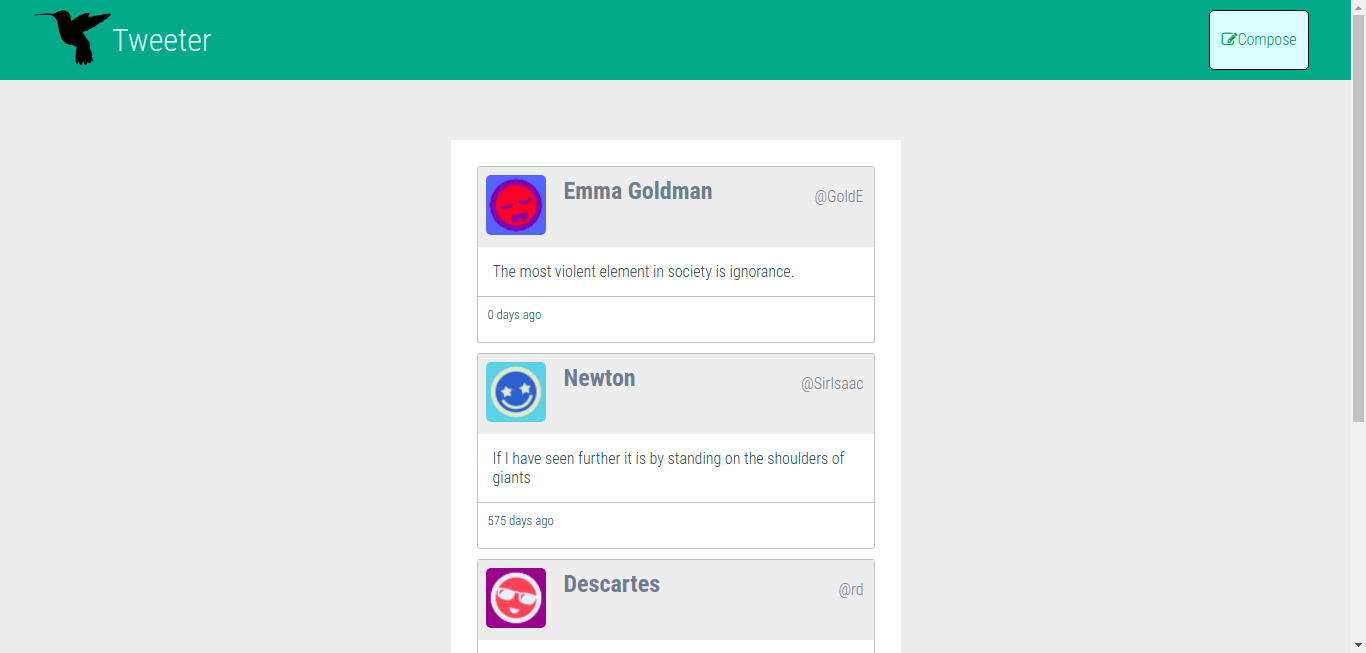 Tweeter
Compose
Emma Goldman
@GoldE
The most violent element in society is ignorance.
0 days ago
Newton
@SirIsaac
If I have seen further it is by standing on the shoulders of
giants
575 days ago
Descartes
@rd